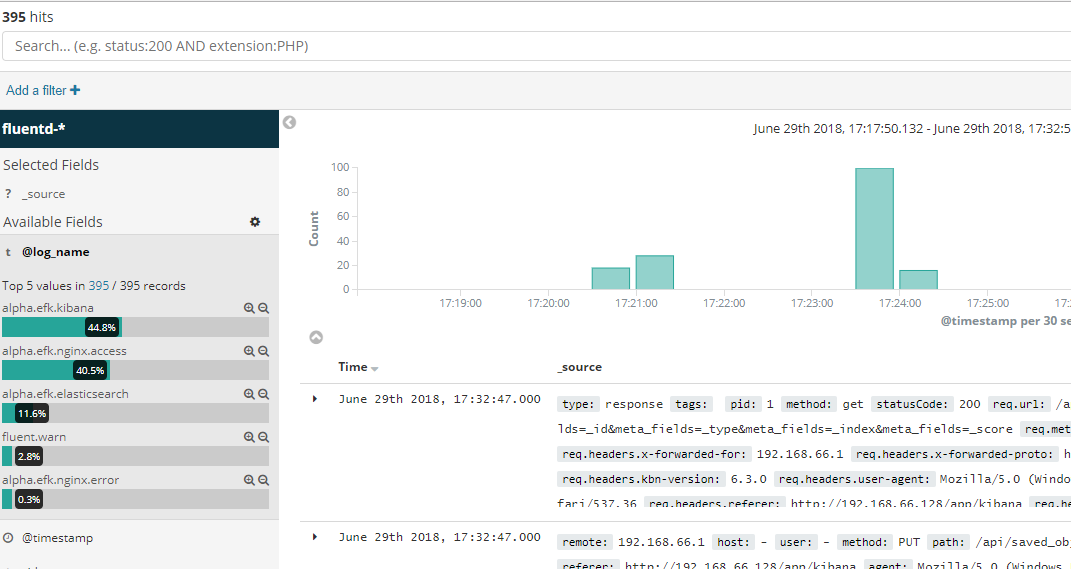 395 hits
Search... (e.g. status:200 AND extension:PHP)
Add a filter +
fluentd-*
June 29th 2018, 17:17:50.132 - June 29th 2018, 17:32:5
Selected Fields
? _source
Available Fields
t @log_name
Top 5 values in 395 / 395 records
alpha.efk.kibana
44.8%
alpha.efk.nginx.access
40.5%
alpha.efk.elasticsearch
11.6%
fluent.warn
2.8%
alpha.efk.nginx.error
0.3%
@timestamp
Count
100
80
60
40
20
0
17:19:00 17:20:00 17:21:00 17:22:00 17:23:00 17:24:00 17:25:00 17:2
@timestamp per 30 se
Time _source
June 29th 2018, 17:32:47.000 type: response tags: pid: 1 method: get statusCode: 200 req.url: /a
lds=_id&meta_fields=_type&meta_fields=_index&meta_fields=_score req.met
req.headers.x-forwarded-for: 192.168.66.1 req.headers.x-forwarded-proto: h
req.headers.kbn-version: 6.3.0 req.headers.user-agent: Mozilla/5.0 (Windo
fari/537.36 req.headers.referer: http://192.168.66.128/app/kibana req.he
June 29th 2018, 17:32:47.000 remote: 192.168.66.1 host: - user: - method: PUT path: /api/saved_obj
referer: http://192.168.66.128/app/kibana agent: Mozilla/5.0 (Windows